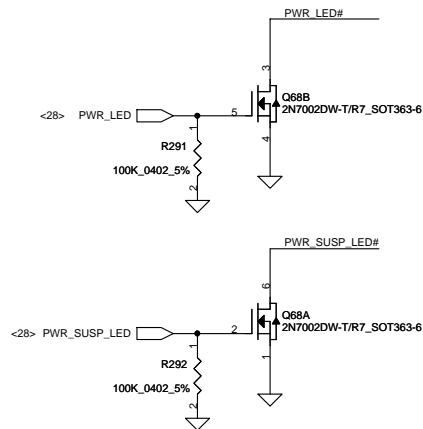 PWR_LED#
3
Q68B
2N7002DW-T/R7_SOT363-6
<28> PWR_LED
5
1
4
R291
100K_0402_5%
2
PWR_SUSP_LED#
6
Q68A
2N7002DW-T/R7_SOT363-6
<28> PWR_SUSP_LED
2
1
1
R292
100K_0402_5%
2